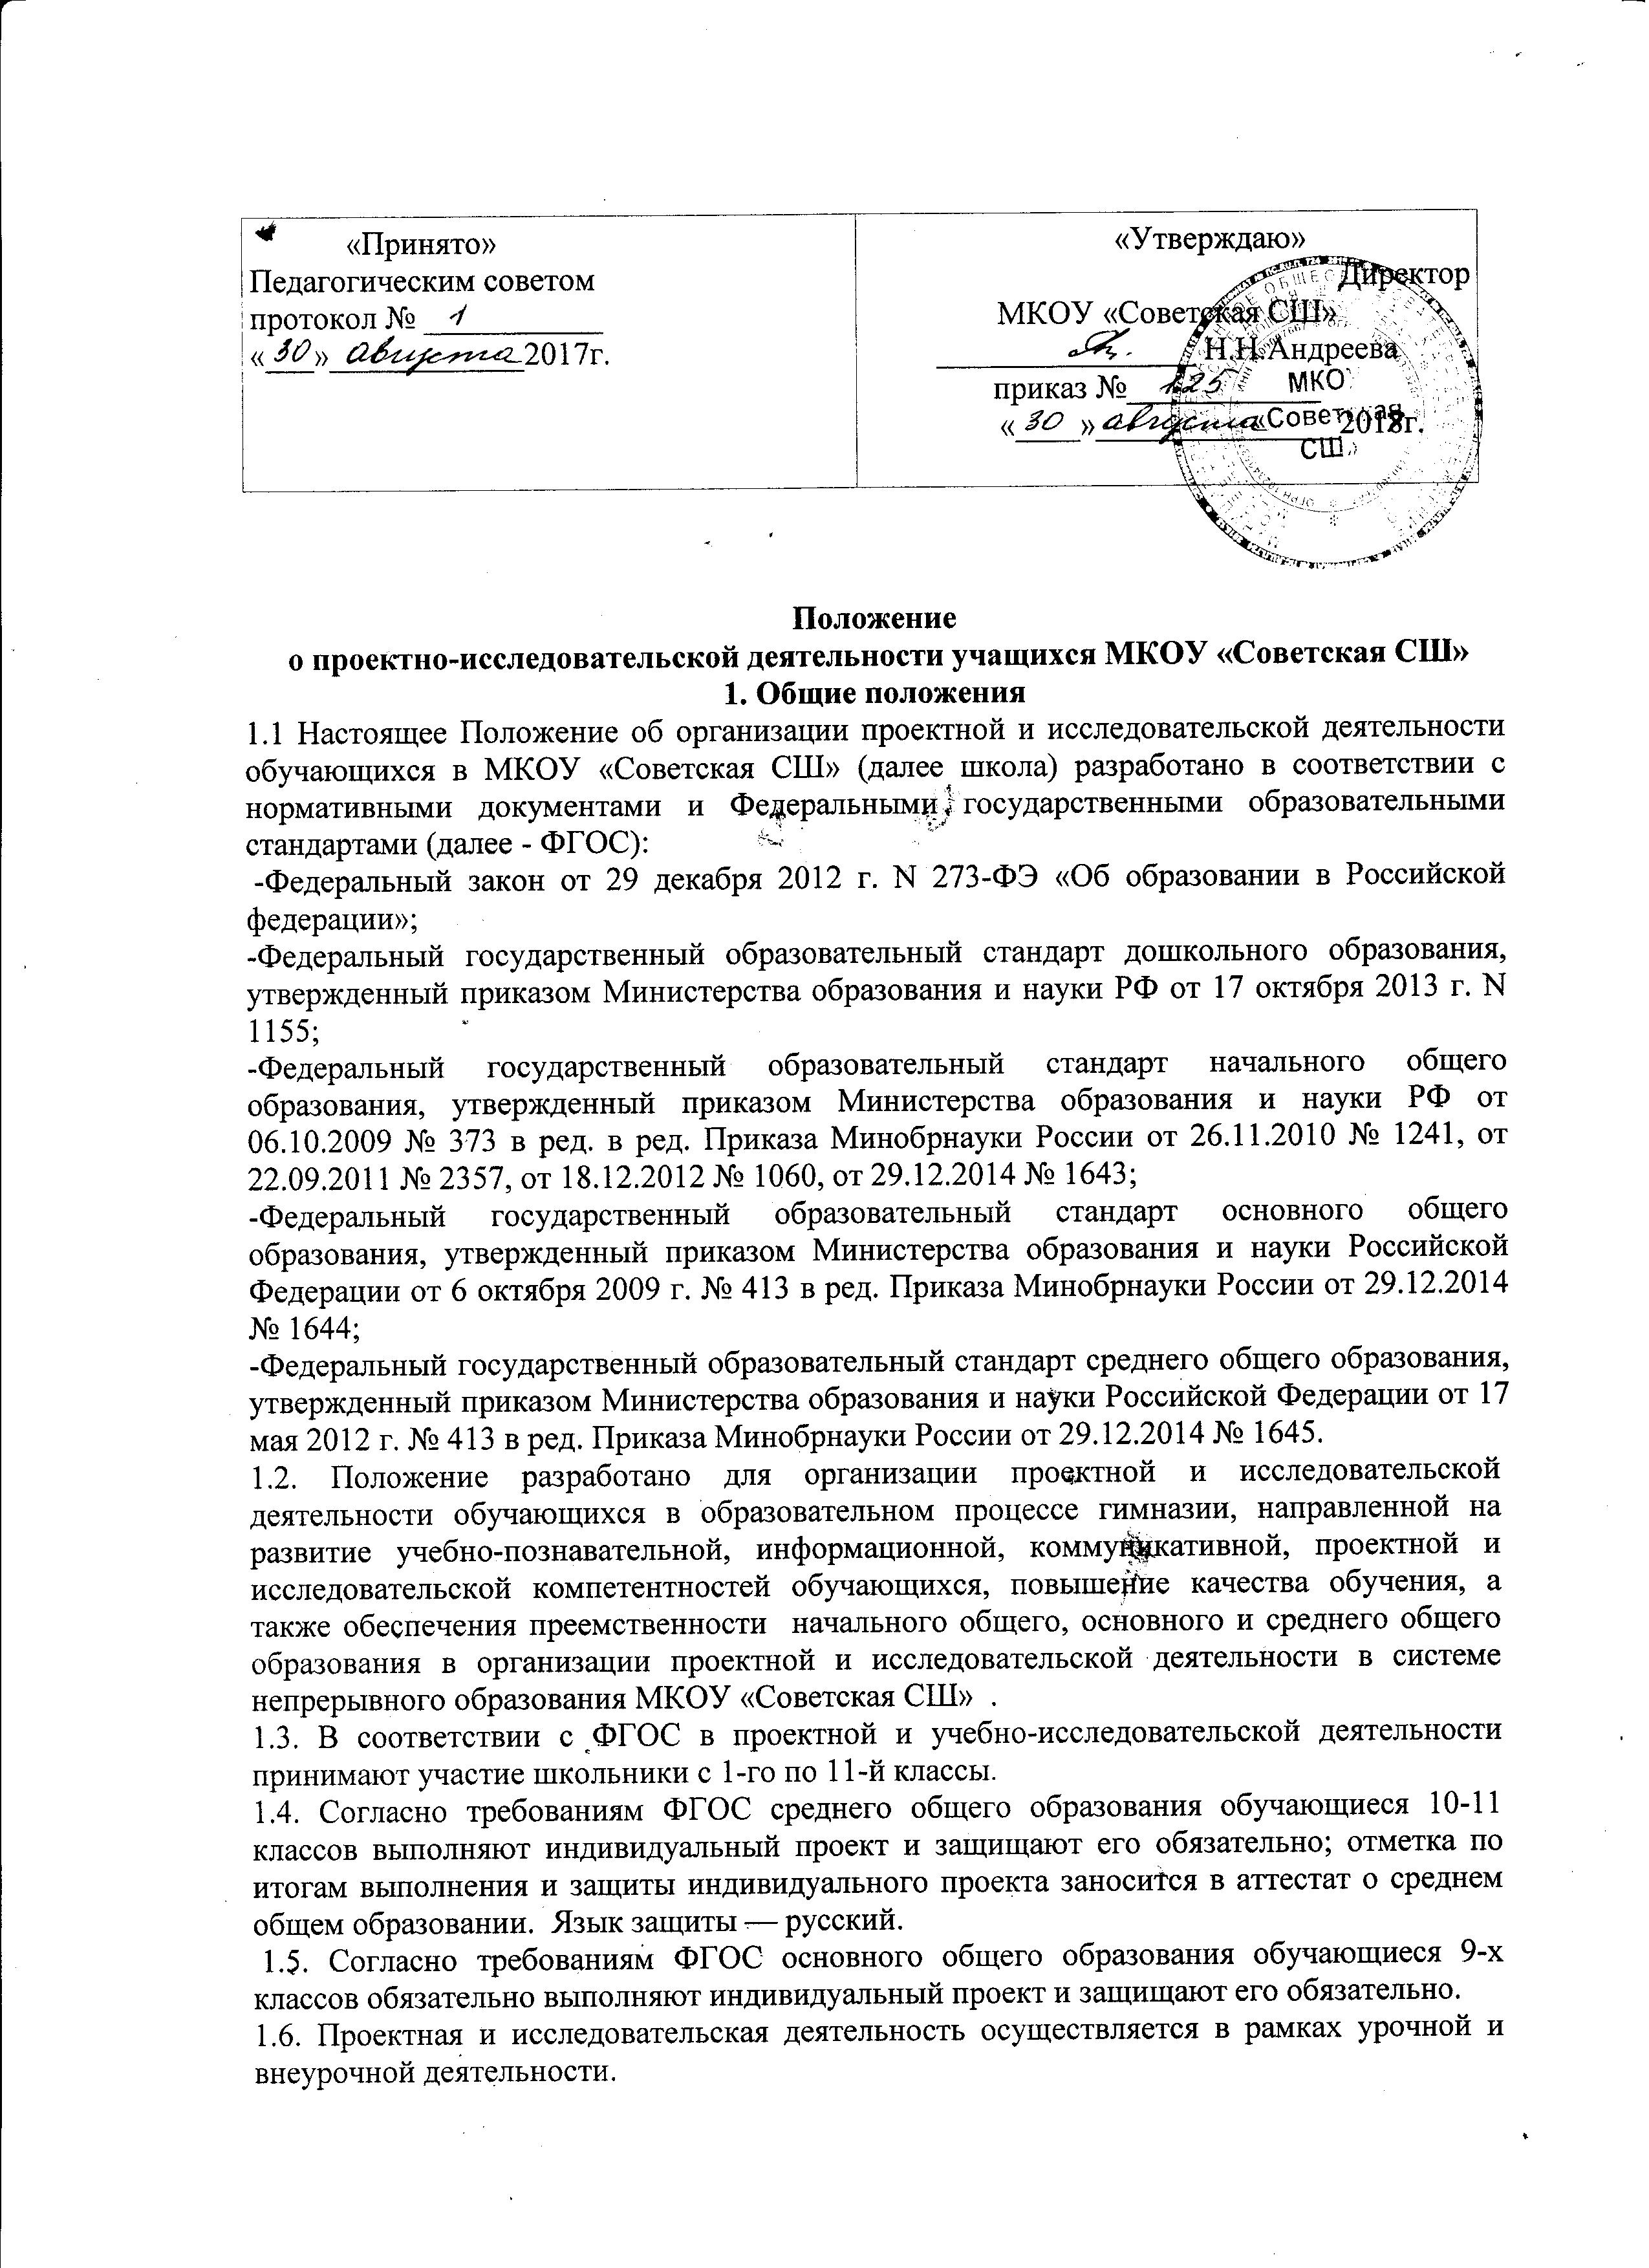 «Принято»
Педагогическим советом
протокол № 1
«30» августа 2017г.
«Утверждаю»
Директор
МКОУ «Советская СШ»
Н.Н.Андреева
приказ № 125
«30» августа
МКОУ
«Советская
СШ»
Положение
о проектно-исследовательской деятельности учащихся МКОУ «Советская СШ»
1. Общие положения
1.1 Настоящее Положение об организации проектной и исследовательской деятельности
обучающихся в МКОУ «Советская СШ» (далее школа) разработано в соответствии с
нормативными документами и Федеральными государственными образовательными
стандартами (далее - ФГОС):
-Федеральный закон от 29 декабря 2012 г. N 273-ФЭ «Об образовании в Российской
федерации»;
-Федеральный государственный образовательный стандарт дошкольного образования,
утвержденный приказом Министерства образования и науки РФ от 17 октября 2013 г. N
1155;
-Федеральный государственный образовательный стандарт начального общего
образования, утвержденный приказом Министерства образования и науки РФ от
06.10.2009 № 373 в ред. в ред. Приказа Минобрнауки России от 26.11.2010 № 1241, от
22.09.2011 № 2357, от 18.12.2012 № 1060, от 29.12.2014 № 1643;
-Федеральный государственный образовательный стандарт основного общего
образования, утвержденный приказом Министерства образования и науки Российской
Федерации от 6 октября 2009 г. № 413 в ред. Приказа Минобрнауки России от 29.12.2014
№ 1644;
-Федеральный государственный образовательный стандарт среднего общего образования,
утвержденный приказом Министерства образования и науки Российской Федерации от 17
мая 2012 г. № 413 в ред. Приказа Минобрнауки России от 29.12.2014 № 1645.
1.2. Положение разработано для организации проектной и исследовательской
деятельности обучающихся в образовательном процессе гимназии, направленной на
развитие учебно-познавательной, информационной, коммуникативной, проектной и
исследовательской компетентностей обучающихся, повышение качества обучения, а
также обеспечения преемственности начального общего, основного и среднего общего
образования в организации проектной и исследовательской деятельности в системе
непрерывного образования МКОУ «Советская СШ» .
1.3. В соответствии с ФГОС в проектной и учебно-исследовательской деятельности
принимают участие школьники с 1-го по 11-й классы.
1.4. Согласно требованиям ФГОС среднего общего образования обучающиеся 10-11
классов выполняют индивидуальный проект и защищают его обязательно; отметка по
итогам выполнения и защиты индивидуального проекта заносится в аттестат о среднем
общем образовании. Язык защиты — русский.
1.5. Согласно требованиям ФГОС основного общего образования обучающиеся 9-х
классов обязательно выполняют индивидуальный проект и защищают его обязательно.
1.6. Проектная и исследовательская деятельность осуществляется в рамках урочной и
внеурочной деятельности.